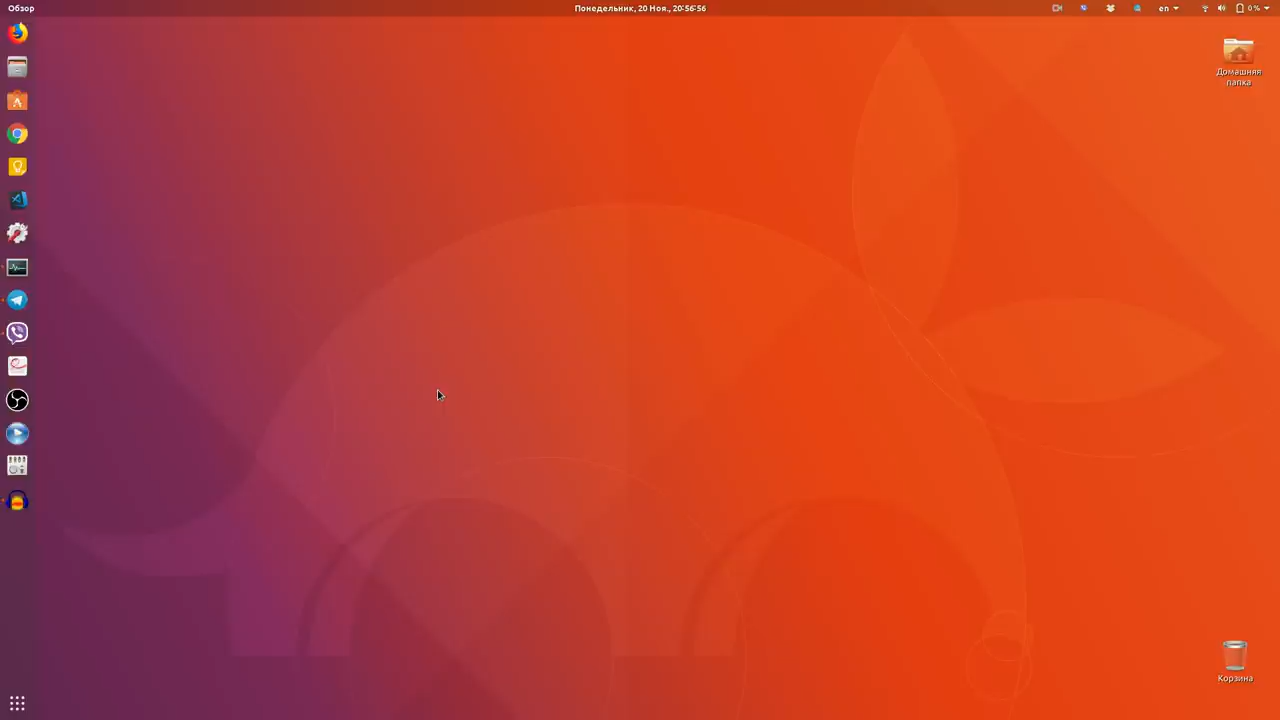 Обзор
Понедельник, 20 Ноя., 20:56:56
en
0 %
Домашняя
папка
Корзина